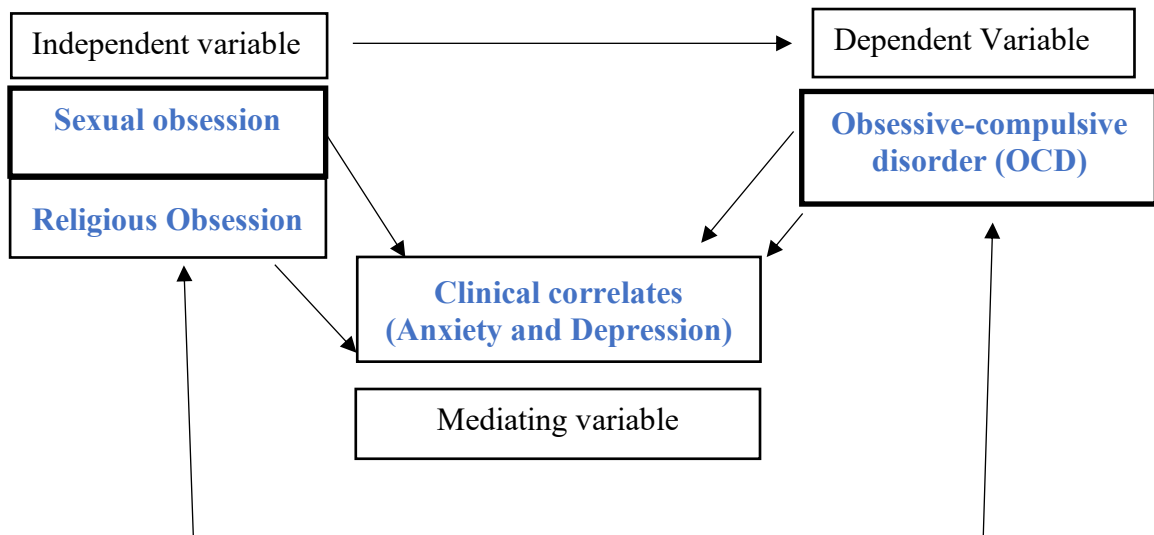 Independent variable
Dependent Variable
Sexual obsession
Religious Obsession
Obsessive-compulsive
disorder (OCD)
Clinical correlates
(Anxiety and Depression)
Mediating variable